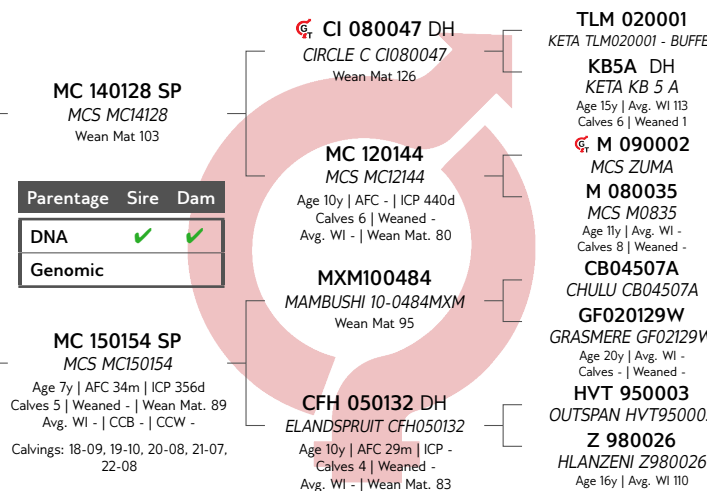 MC 140128 SP
MCS MC14128
Wean Mat 103
Parentage Sire Dam
DNA ✔ ✔
Genomic
MC 150154 SP
MCS MC150154
Age 7y | AFC 34m | ICP 356d
Calves 5 | Weaned - | Wean Mat. 89
Avg. WI - | CCB - | CCW -
Calvings: 18-09, 19-10, 20-08, 21-07,
22-08
CI 080047 DH
CIRCLE C CI080047
Wean Mat 126
MC 120144
MCS MC12144
Age 10y | AFC - | ICP 440d
Calves 6 | Weaned -
Avg. WI - | Wean Mat. 80
MXM100484
MAMBUSHI 10-0484MXM
Wean Mat 95
CFH 050132 DH
ELANDSPRUIT CFH050132
Age 10y | AFC 29m | ICP -
Calves 4 | Weaned -
Avg. WI - | Wean Mat. 83
TLM 020001
KETA TLM020001 - BUFFE
KB5A DH
KETA KB 5 A
Age 15y | Avg. WI 113
Calves 6 | Weaned 1
M 090002
MCS ZUMA
M 080035
MCS M0835
Age 11y | Avg. WI -
Calves 8 | Weaned -
CB04507A
CHULU CB04507A
GF020129W
GRASMERE GF02129W
Age 20y | Avg. WI -
Calves - | Weaned -
HVT 950003
OUTSPAN HVT950003
Z 980026
HLANZENI Z980026
Age 16y | Avg. WI 110